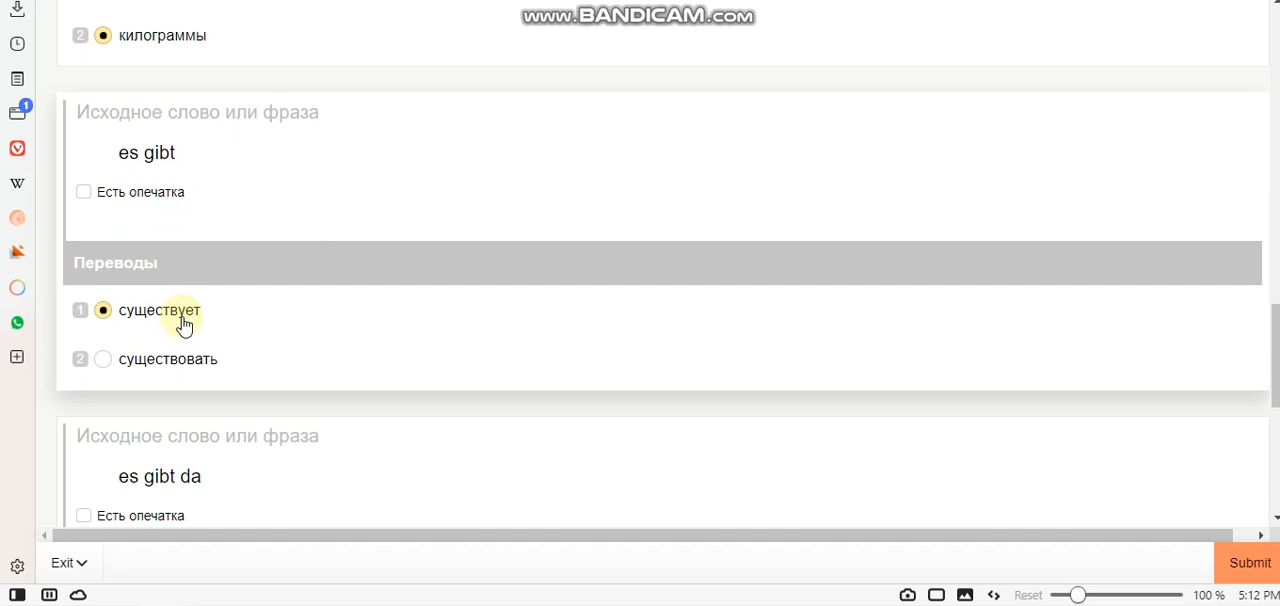 www.BANDICAM.com
2 килограммы
Исходное слово или фраза
es gibt
Есть опечатка
Переводы
1 существует
2 существовать
Исходное слово или фраза
es gibt da
Есть опечатка
1
W
Exit
Submit
Reset 100 % 5:12 PM